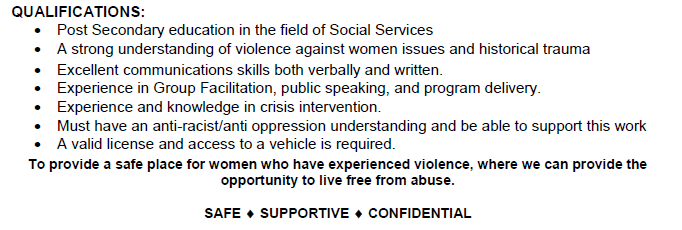 QUALIFICATIONS:
• Post Secondary education in the field of Social Services
• A strong understanding of violence against women issues and historical trauma
• Excellent communications skills both verbally and written.
• Experience in Group Facilitation, public speaking, and program delivery.
• Experience and knowledge in crisis intervention.
• Must have an anti-racist/anti oppression understanding and be able to support this work
• A valid license and access to a vehicle is required.
To provide a safe place for women who have experienced violence, where we can provide the
opportunity to live free from abuse.
SAFE ♦ SUPPORTIVE ♦ CONFIDENTIAL